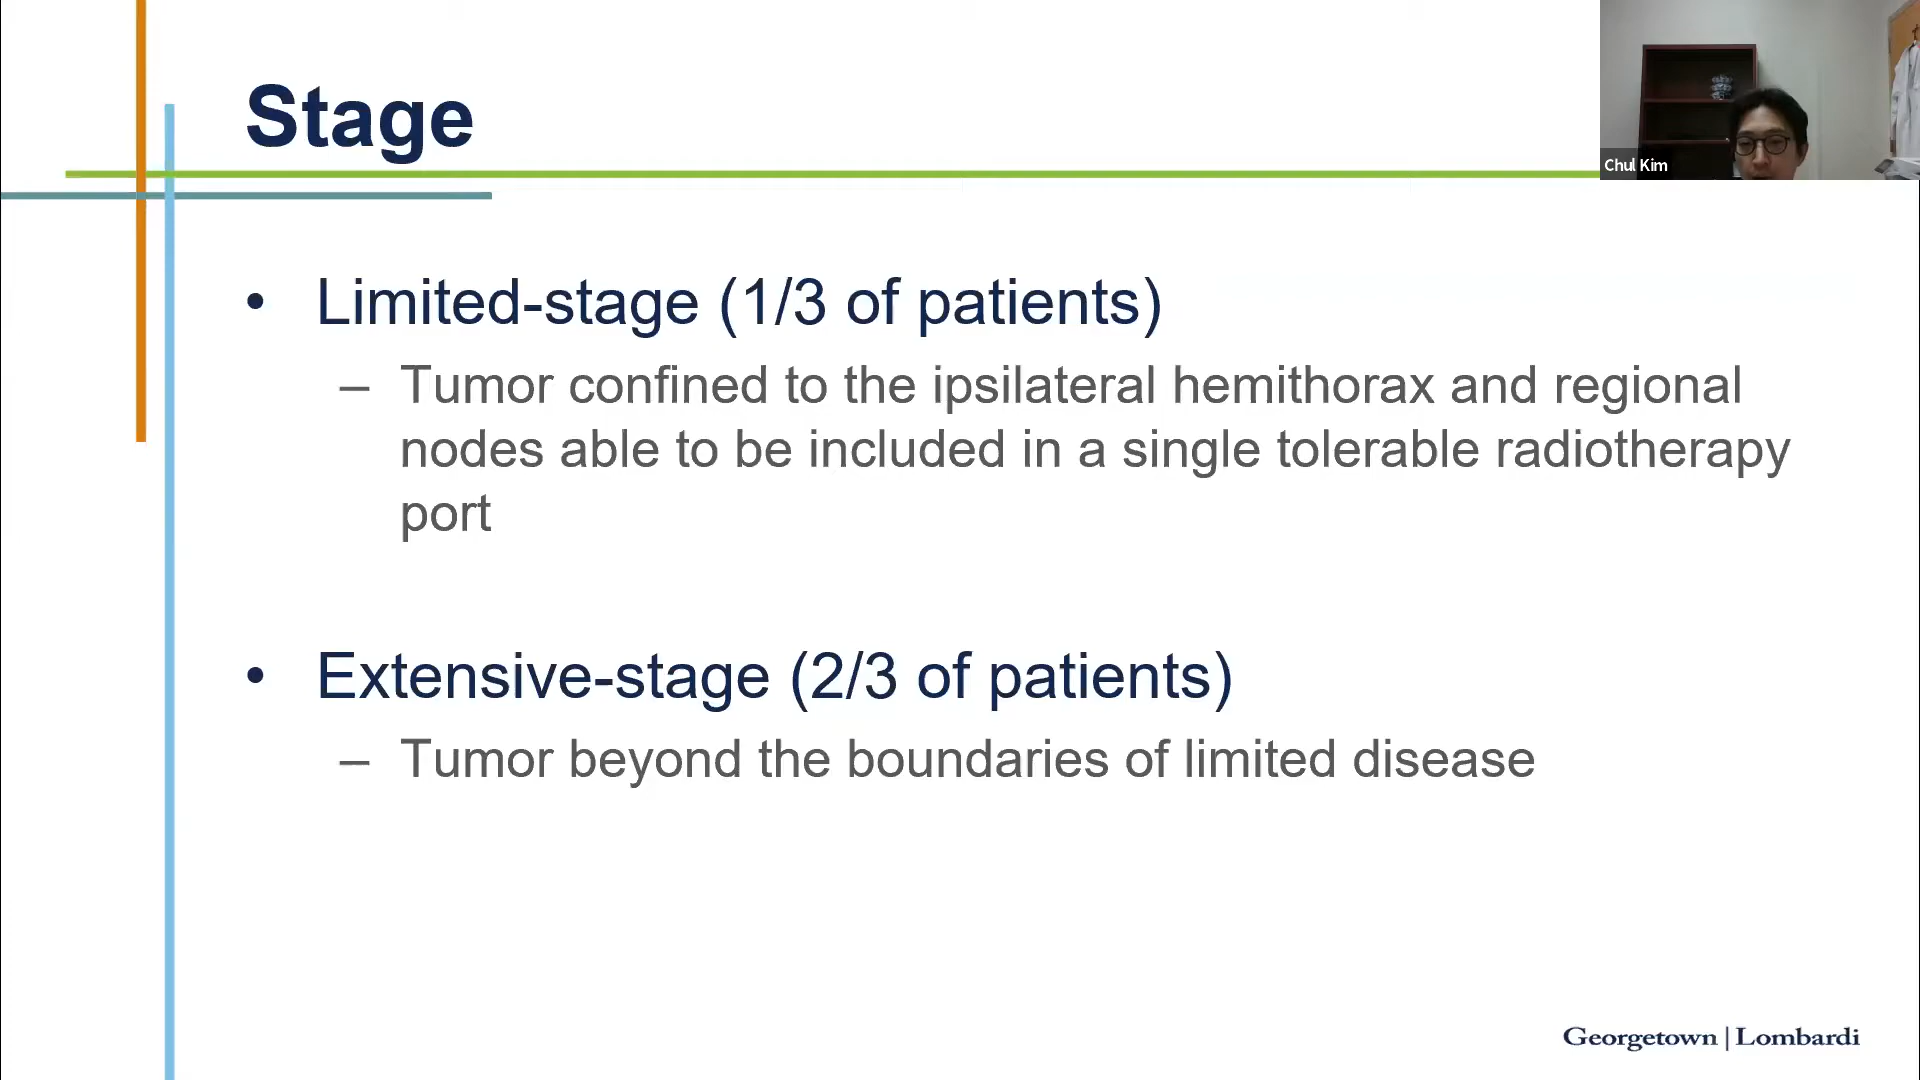 Stage
Chul Kim
• Limited-stage (1/3 of patients)
– Tumor confined to the ipsilateral hemithorax and regional
nodes able to be included in a single tolerable radiotherapy
port
• Extensive-stage (2/3 of patients)
– Tumor beyond the boundaries of limited disease
Georgetown | Lombardi